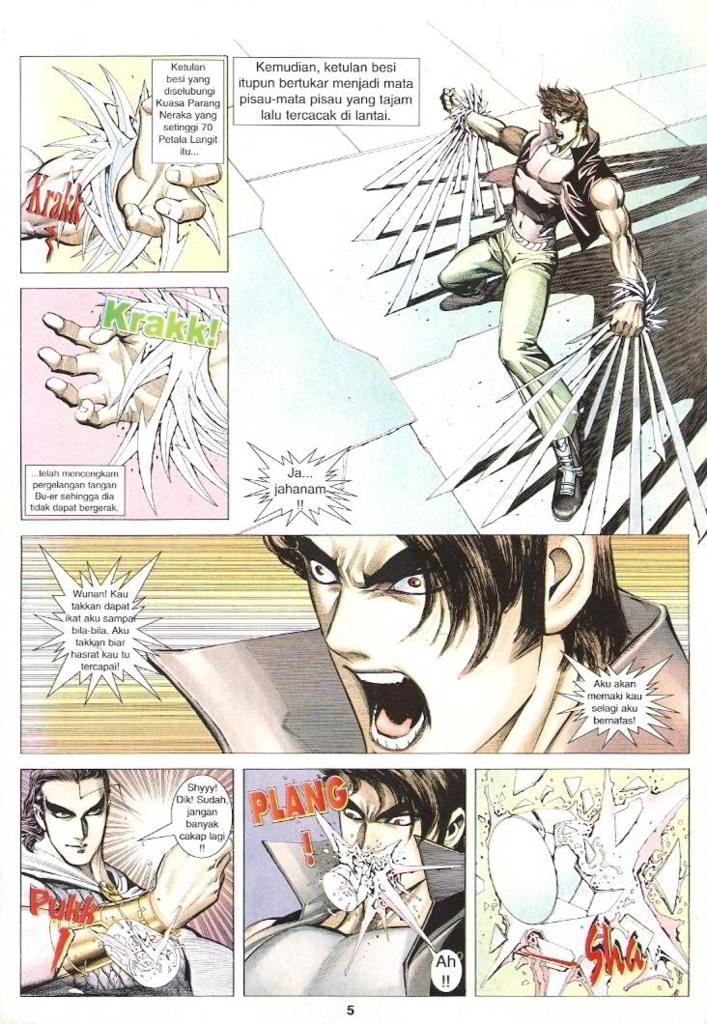 Ketulan
besi yang
diselubungi
Kuasa Parang
Neraka yang
setinggi 70
Petala Langit
itu...
Krakk
Kemudian, ketulan besi
itupun bertukar menjadi mata
pisau-mata pisau yang tajam
lalu tercacak di lantai.
Krakk!
...telah mencengkam
pergelangan tangan
Bu-er sehingga dia
tidak dapat bergerak.
Ja...
jahanam
!!
Wunan! Kau
takkan dapat
ikat aku sampai
bila-bila. Aku
takkan biar
hasrat kau tu
tercapai!
Aku akan
memaki kau
selagi aku
bernafas!
Shyyy!
Dik! Sudah,
jangan
banyak
cakap lagi
!!
Pukk
!
PLANG
!
Ah
!!
Sha
5